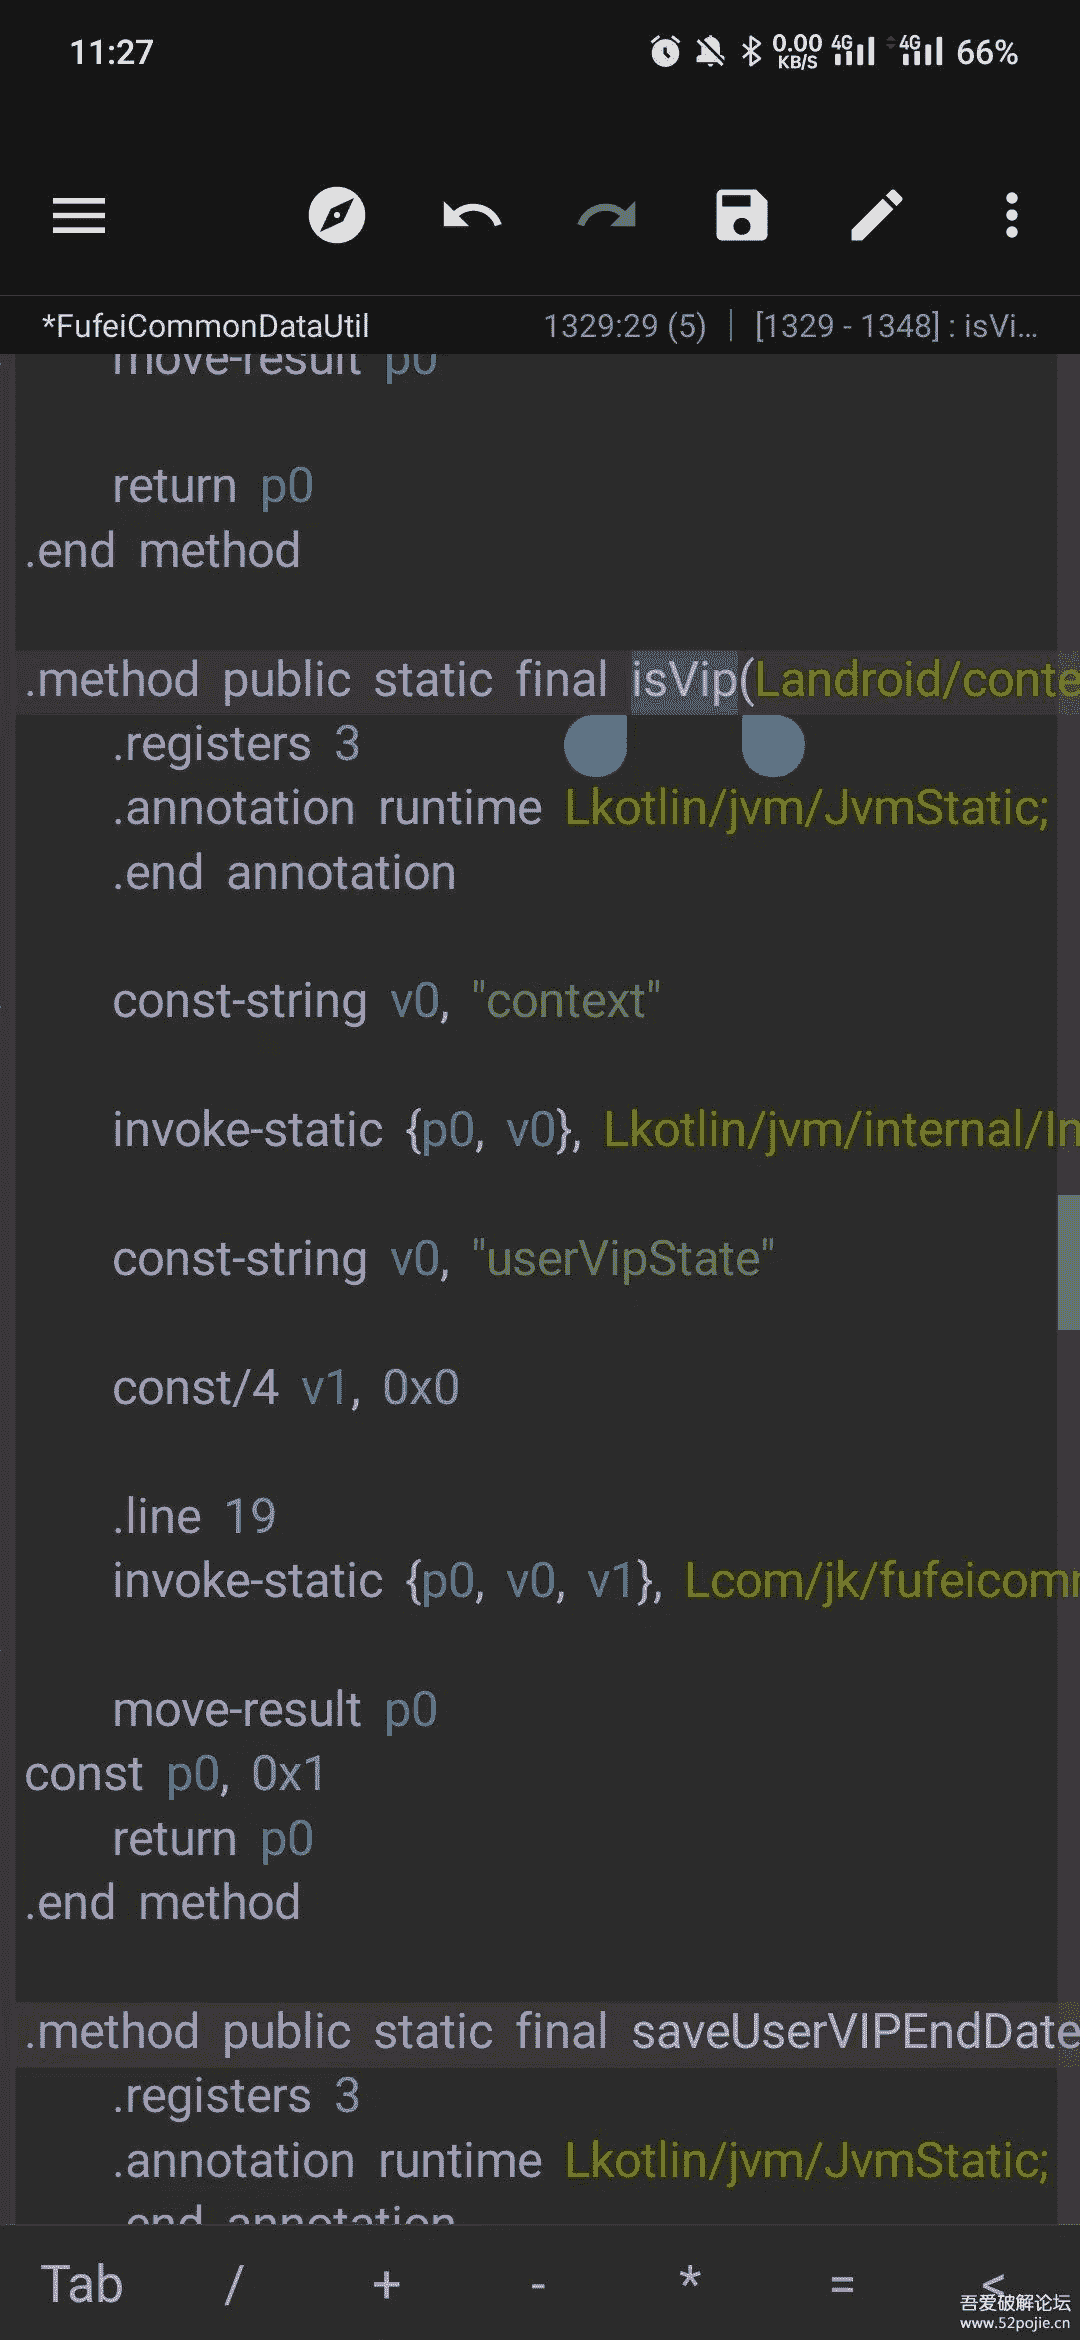 11:27
0.00 KB/S 4G 4G 66%
*FufeiCommonDataUtil 1329:29 (5) | [1329 - 1348] : isVi...
move-result p0
return p0
.end method
.method public static final isVip(Landroid/conte
.registers 3
.annotation runtime Lkotlin/jvm/JvmStatic;
.end annotation
const-string v0, "context"
invoke-static {p0, v0}, Lkotlin/jvm/internal/In
const-string v0, "userVipState"
const/4 v1, 0x0
.line 19
invoke-static {p0, v0, v1}, Lcom/jk/fufeicomm
move-result p0
const p0, 0x1
return p0
.end method
.method public static final saveUserVIPEndDate
.registers 3
.annotation runtime Lkotlin/jvm/JvmStatic;
.end annotation
Tab / + - * = <
吾爱破解论坛
www.52pojie.cn